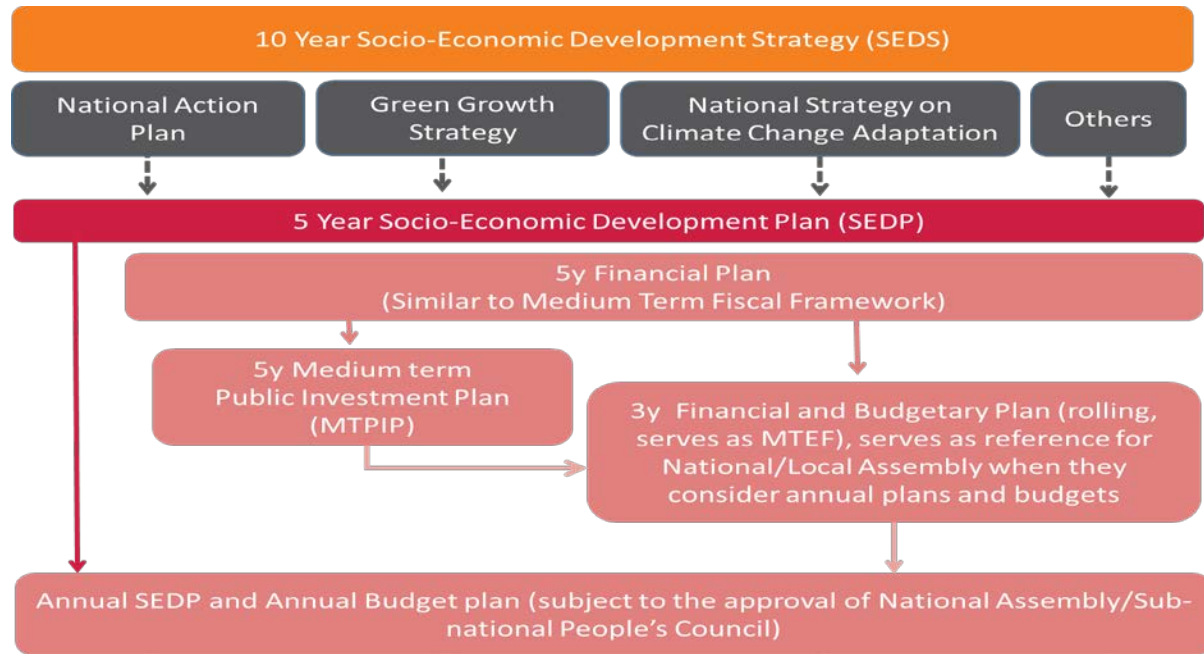 10 Year Socio-Economic Development Strategy (SEDS)
National Action
Plan
Green Growth
Strategy
National Strategy on
Climate Change Adaptation
Others
5 Year Socio-Economic Development Plan (SEDP)
5y Financial Plan
(Similar to Medium Term Fiscal Framework)
5y Medium term
Public Investment Plan
(MTPIP)
3y Financial and Budgetary Plan (rolling,
serves as MTEF), serves as reference for
National/Local Assembly when they
consider annual plans and budgets
Annual SEDP and Annual Budget plan (subject to the approval of National Assembly/Sub-
national People’s Council)